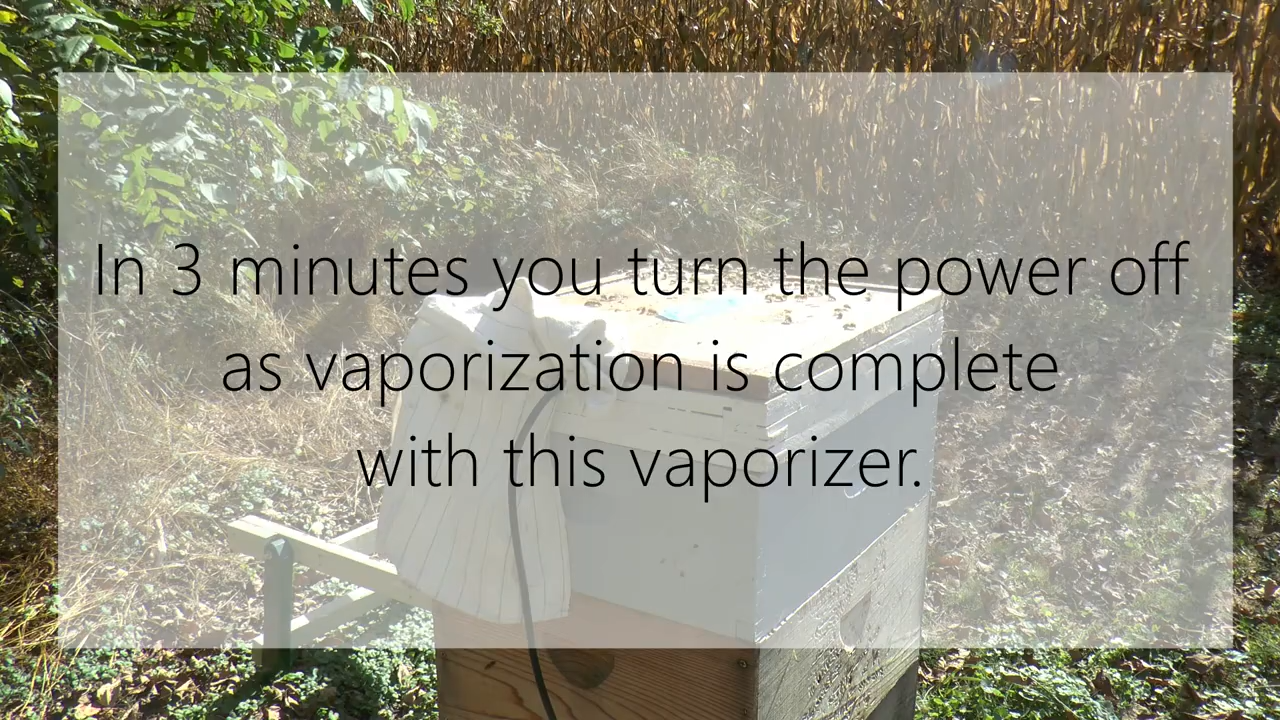 In 3 minutes you turn the power off
as vaporization is complete
with this vaporizer.